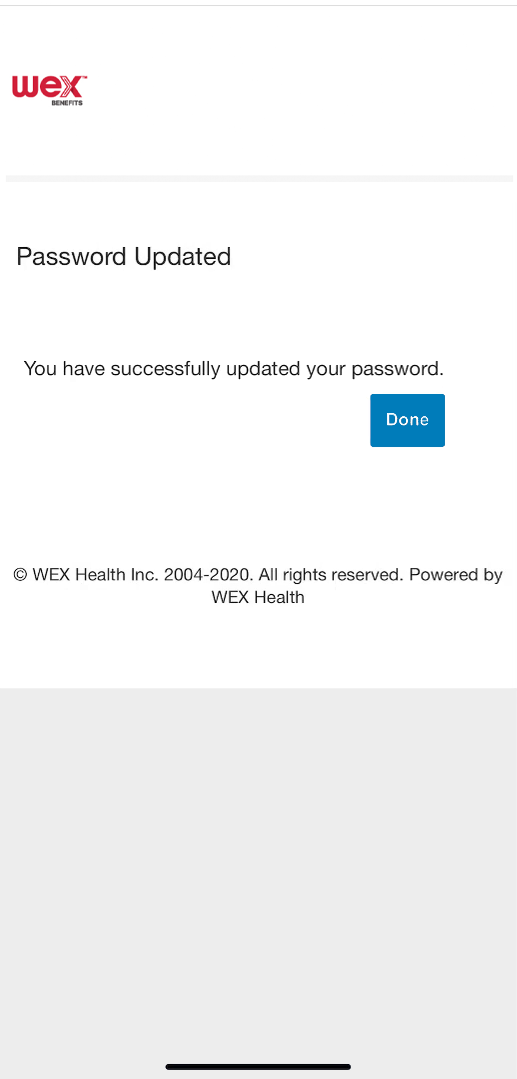 wex™
BENEFITS
Password Updated
You have successfully updated your password.
Done
© WEX Health Inc. 2004-2020. All rights reserved. Powered by
WEX Health